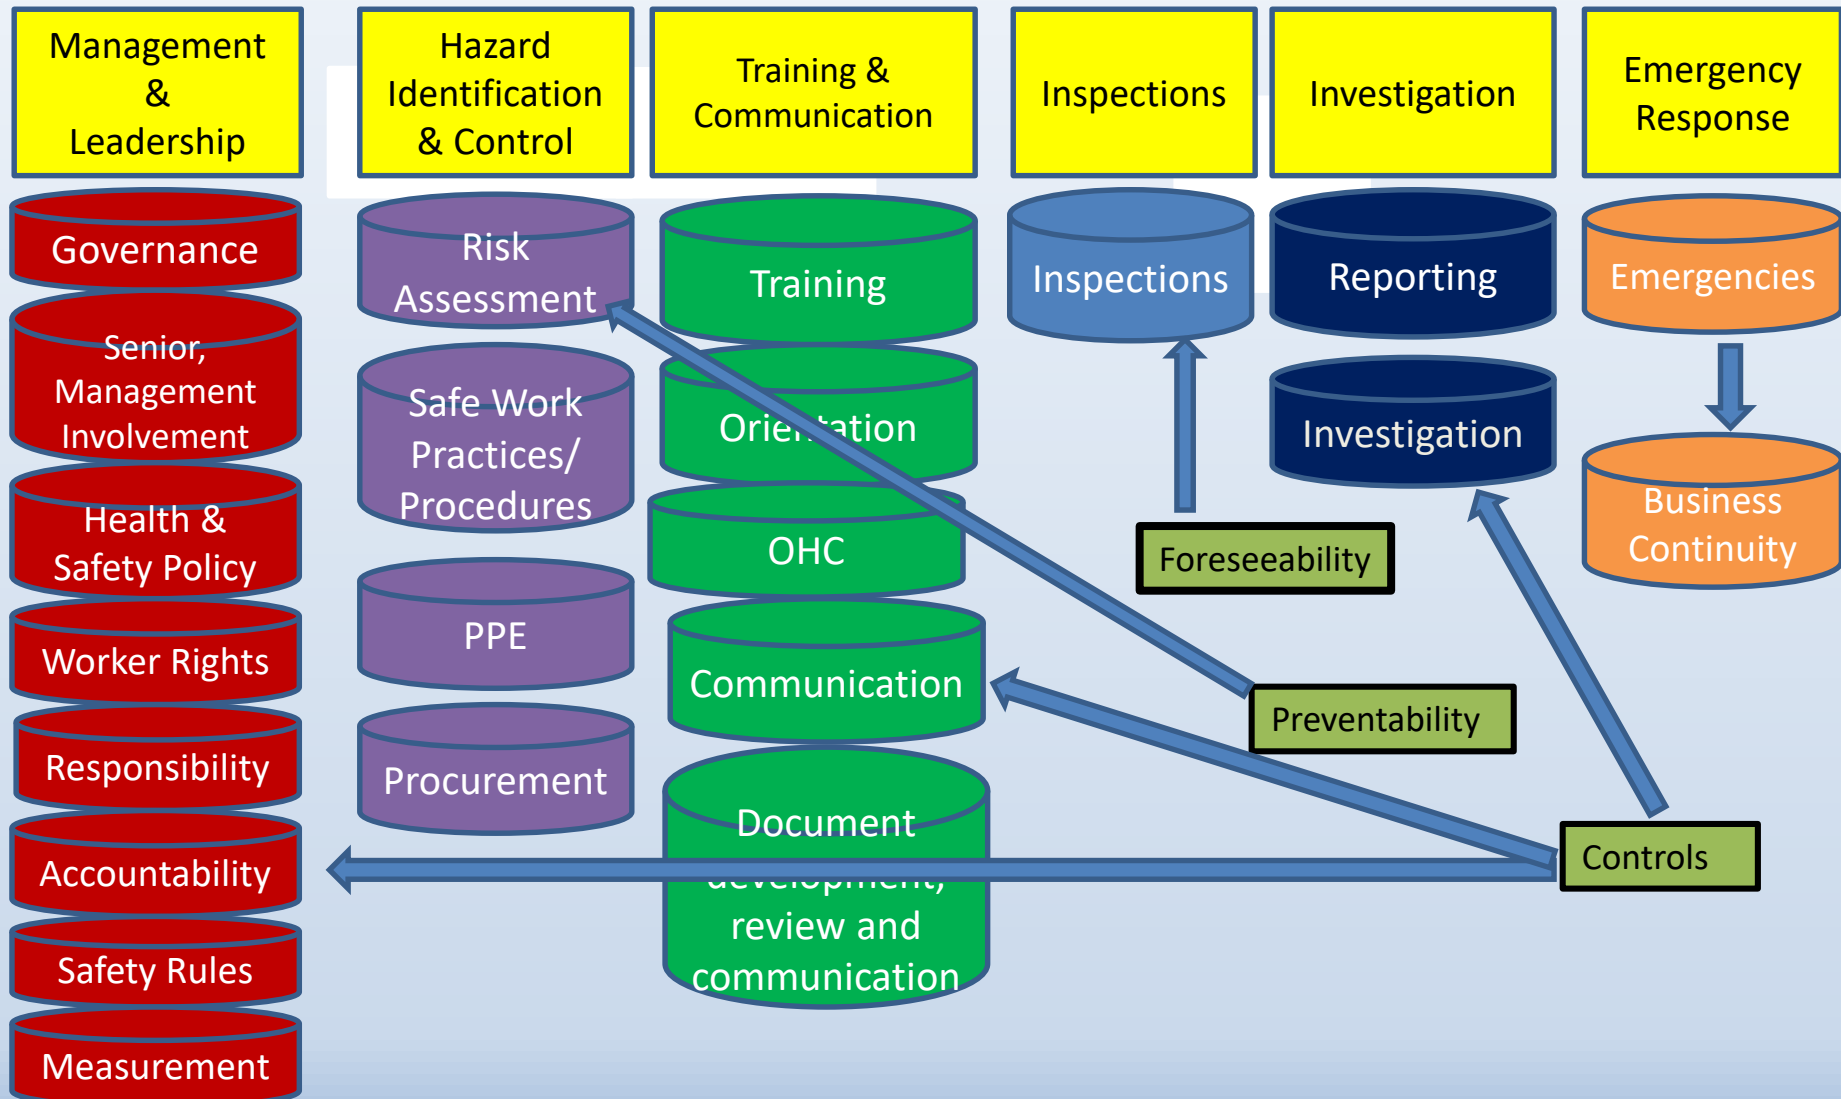 Management
&
Leadership
Hazard
Identification
& Control
Training &
Communication
Inspections
Investigation
Emergency
Response
Governance
Senior,
Management
Involvement
Health &
Safety Policy
Worker Rights
Responsibility
Accountability
Safety Rules
Measurement
Risk
Assessment
Safe Work
Practices/
Procedures
PPE
Procurement
Training
Orientation
OHC
Communication
Document
development,
review and
communication
Inspections
Reporting
Investigation
Emergencies
Business
Continuity
Foreseeability
Preventability
Controls